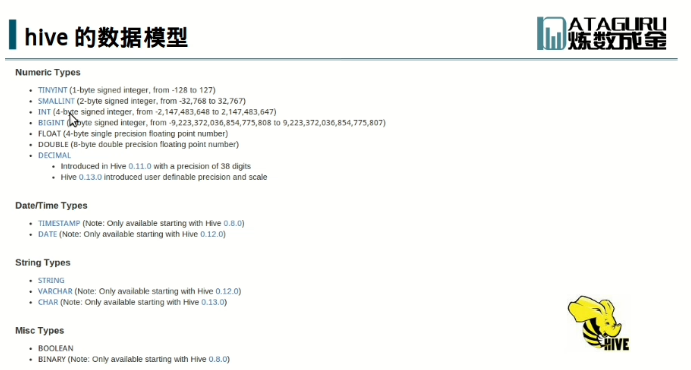 hive 的数据模型
ATAGURU
炼数成金
Numeric Types
• TINYINT (1-byte signed integer, from -128 to 127)
• SMALLINT (2-byte signed integer, from -32,768 to 32,767)
• INT (4-byte signed integer, from -2,147,483,648 to 2,147,483,647)
• BIGINT (-byte signed integer, from -9,223,372,036,854,775,808 to 9,223,372,036,854,775,807)
• FLOAT (4-byte single precision floating point number)
• DOUBLE (8-byte double precision floating point number)
• DECIMAL
• Introduced in Hive 0.11.0 with a precision of 38 digits
• Hive 0.13.0 introduced user definable precision and scale
Date/Time Types
• TIMESTAMP (Note: Only available starting with Hive 0.8.0)
• DATE (Note: Only available starting with Hive 0.12.0)
String Types
• STRING
• VARCHAR (Note: Only available starting with Hive 0.12.0)
• CHAR (Note: Only available starting with Hive 0.13.0)
Misc Types
• BOOLEAN
• BINARY (Note: Only available starting with Hive 0.8.0)
HIVE